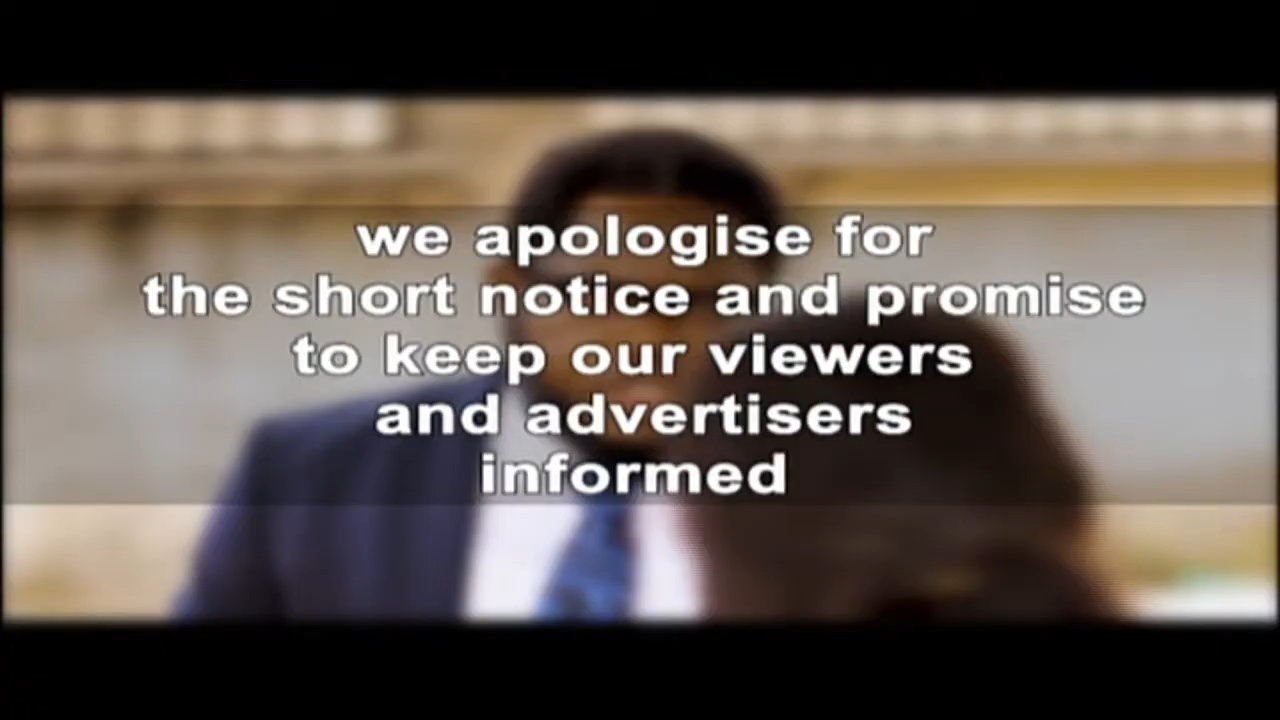 we apologise for
the short notice and promise
to keep our viewers
and advertisers
informed